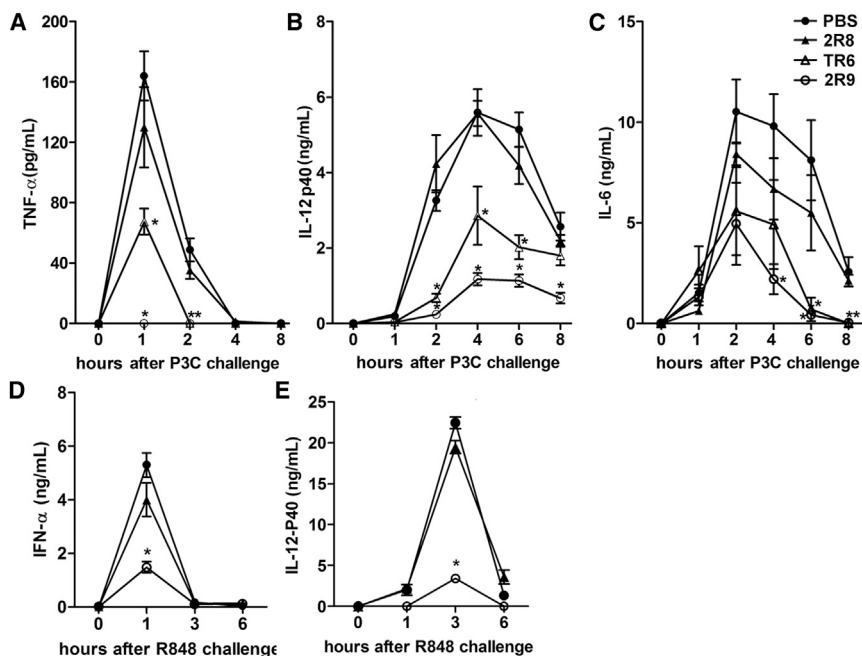 A
TNF-α(pg/mL)
200
160
120
80
40
0
0 1 2 4 8
hours after P3C challenge
*
*
**
B
IL-12 p40 (ng/mL)
8
6
4
2
0
0 1 2 4 6 8
hours after P3C challenge
*
*
*
*
*
*
*
C
IL-6 (ng/mL)
15
10
5
0
0 1 2 4 6 8
hours after P3C challenge
*
*
*
**
PBS
2R8
TR6
2R9
D
IFN-α (ng/mL)
8
6
4
2
0
0 1 3 6
hours after R848 challenge
*
E
IL-12-P40 (ng/mL)
25
20
15
10
5
0
0 1 3 6
hours after R848 challenge
*